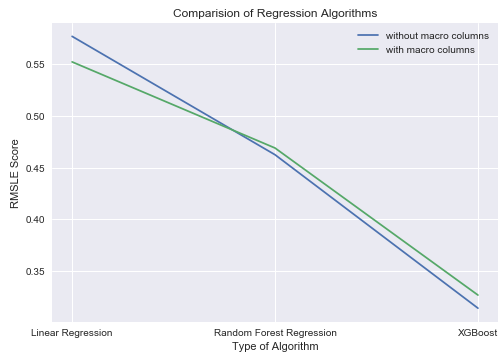 Comparision of Regression Algorithms
without macro columns
with macro columns
0.55
0.50
0.45
0.40
0.35
RMSLE Score
Linear Regression
Random Forest Regression
XGBoost
Type of Algorithm